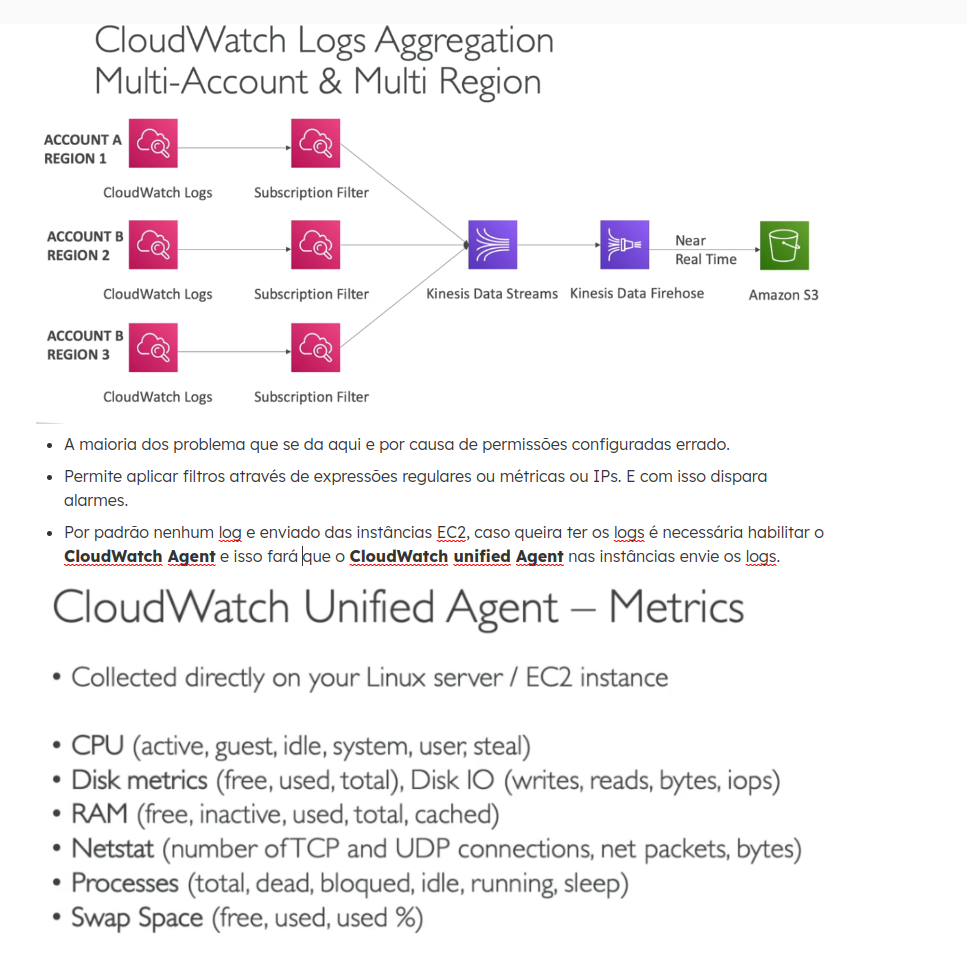 CloudWatch Logs Aggregation
Multi-Account & Multi Region
ACCOUNT A
REGION 1
CloudWatch Logs
Subscription Filter
ACCOUNT B
REGION 2
CloudWatch Logs
Subscription Filter
Kinesis Data Streams
Kinesis Data Firehose
Near
Real Time
Amazon S3
ACCOUNT B
REGION 3
CloudWatch Logs
Subscription Filter
• A maioria dos problema que se da aqui e por causa de permissões configuradas errado.
• Permite aplicar filtros através de expressões regulares ou métricas ou IPs. E com isso dispara
alarmes.
• Por padrão nenhum log e enviado das instâncias EC2, caso queira ter os logs é necessária habilitar o
CloudWatch Agent e isso fará que o CloudWatch unified Agent nas instâncias envie os logs.
CloudWatch Unified Agent – Metrics
• Collected directly on your Linux server / EC2 instance
• CPU (active, guest, idle, system, user, steal)
• Disk metrics (free, used, total), Disk IO (writes, reads, bytes, iops)
• RAM (free, inactive, used, total, cached)
• Netstat (number of TCP and UDP connections, net packets, bytes)
• Processes (total, dead, bloqued, idle, running, sleep)
• Swap Space (free, used, used %)